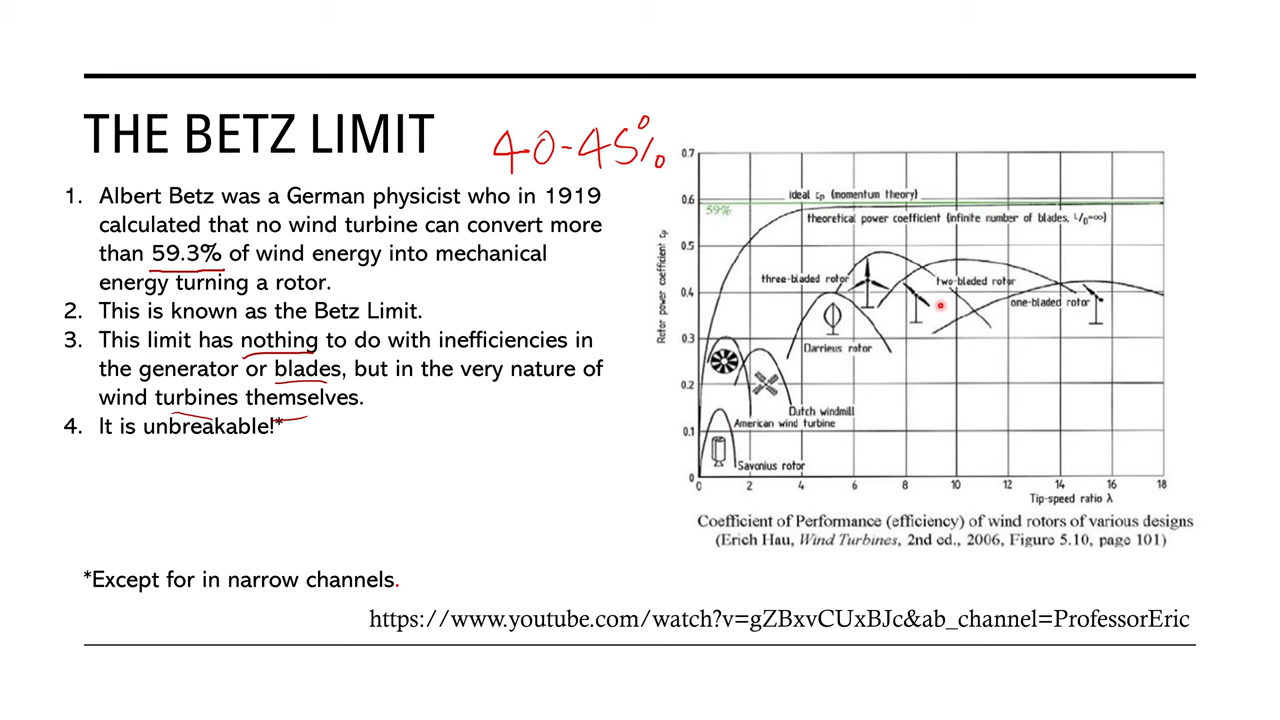 THE BETZ LIMIT
40-45%
1. Albert Betz was a German physicist who in 1919
calculated that no wind turbine can convert more
than 59.3% of wind energy into mechanical
energy turning a rotor.
2. This is known as the Betz Limit.
3. This limit has nothing to do with inefficiencies in
the generator or blades, but in the very nature of
wind turbines themselves.
4. It is unbreakable!*
*Except for in narrow channels.
0.7
0.6
0.5
0.4
0.3
0.2
0.1
0
Rotor power coefficient cp
ideal cp (momentum theory)
59%
theoretical power coefficient (infinite number of blades, L/D=∞)
three-bladed rotor
two-bladed rotor
one-bladed rotor
Darrieus rotor
Dutch windmill
American wind turbine
Savonius rotor
0 2 4 6 8 10 12 14 16 18
Tip-speed ratio λ
Coefficient of Performance (efficiency) of wind rotors of various designs
(Erich Hau, Wind Turbines, 2nd ed., 2006, Figure 5.10, page 101)
https://www.youtube.com/watch?v=gZBxvCUxBJc&ab_channel=ProfessorEric